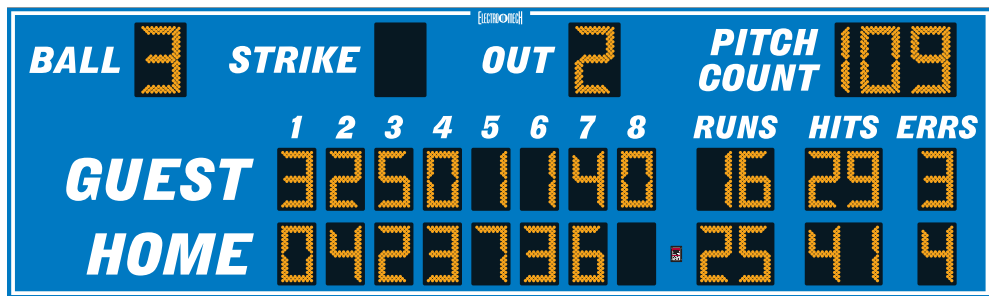 ELECTRO-MECH
BALL 3 STRIKE OUT 2 PITCH COUNT 109
1 2 3 4 5 6 7 8 RUNS HITS ERRS
GUEST 3 2 5 0 1 1 4 0 16 29 3
HOME 0 4 2 3 7 3 6 25 41 4